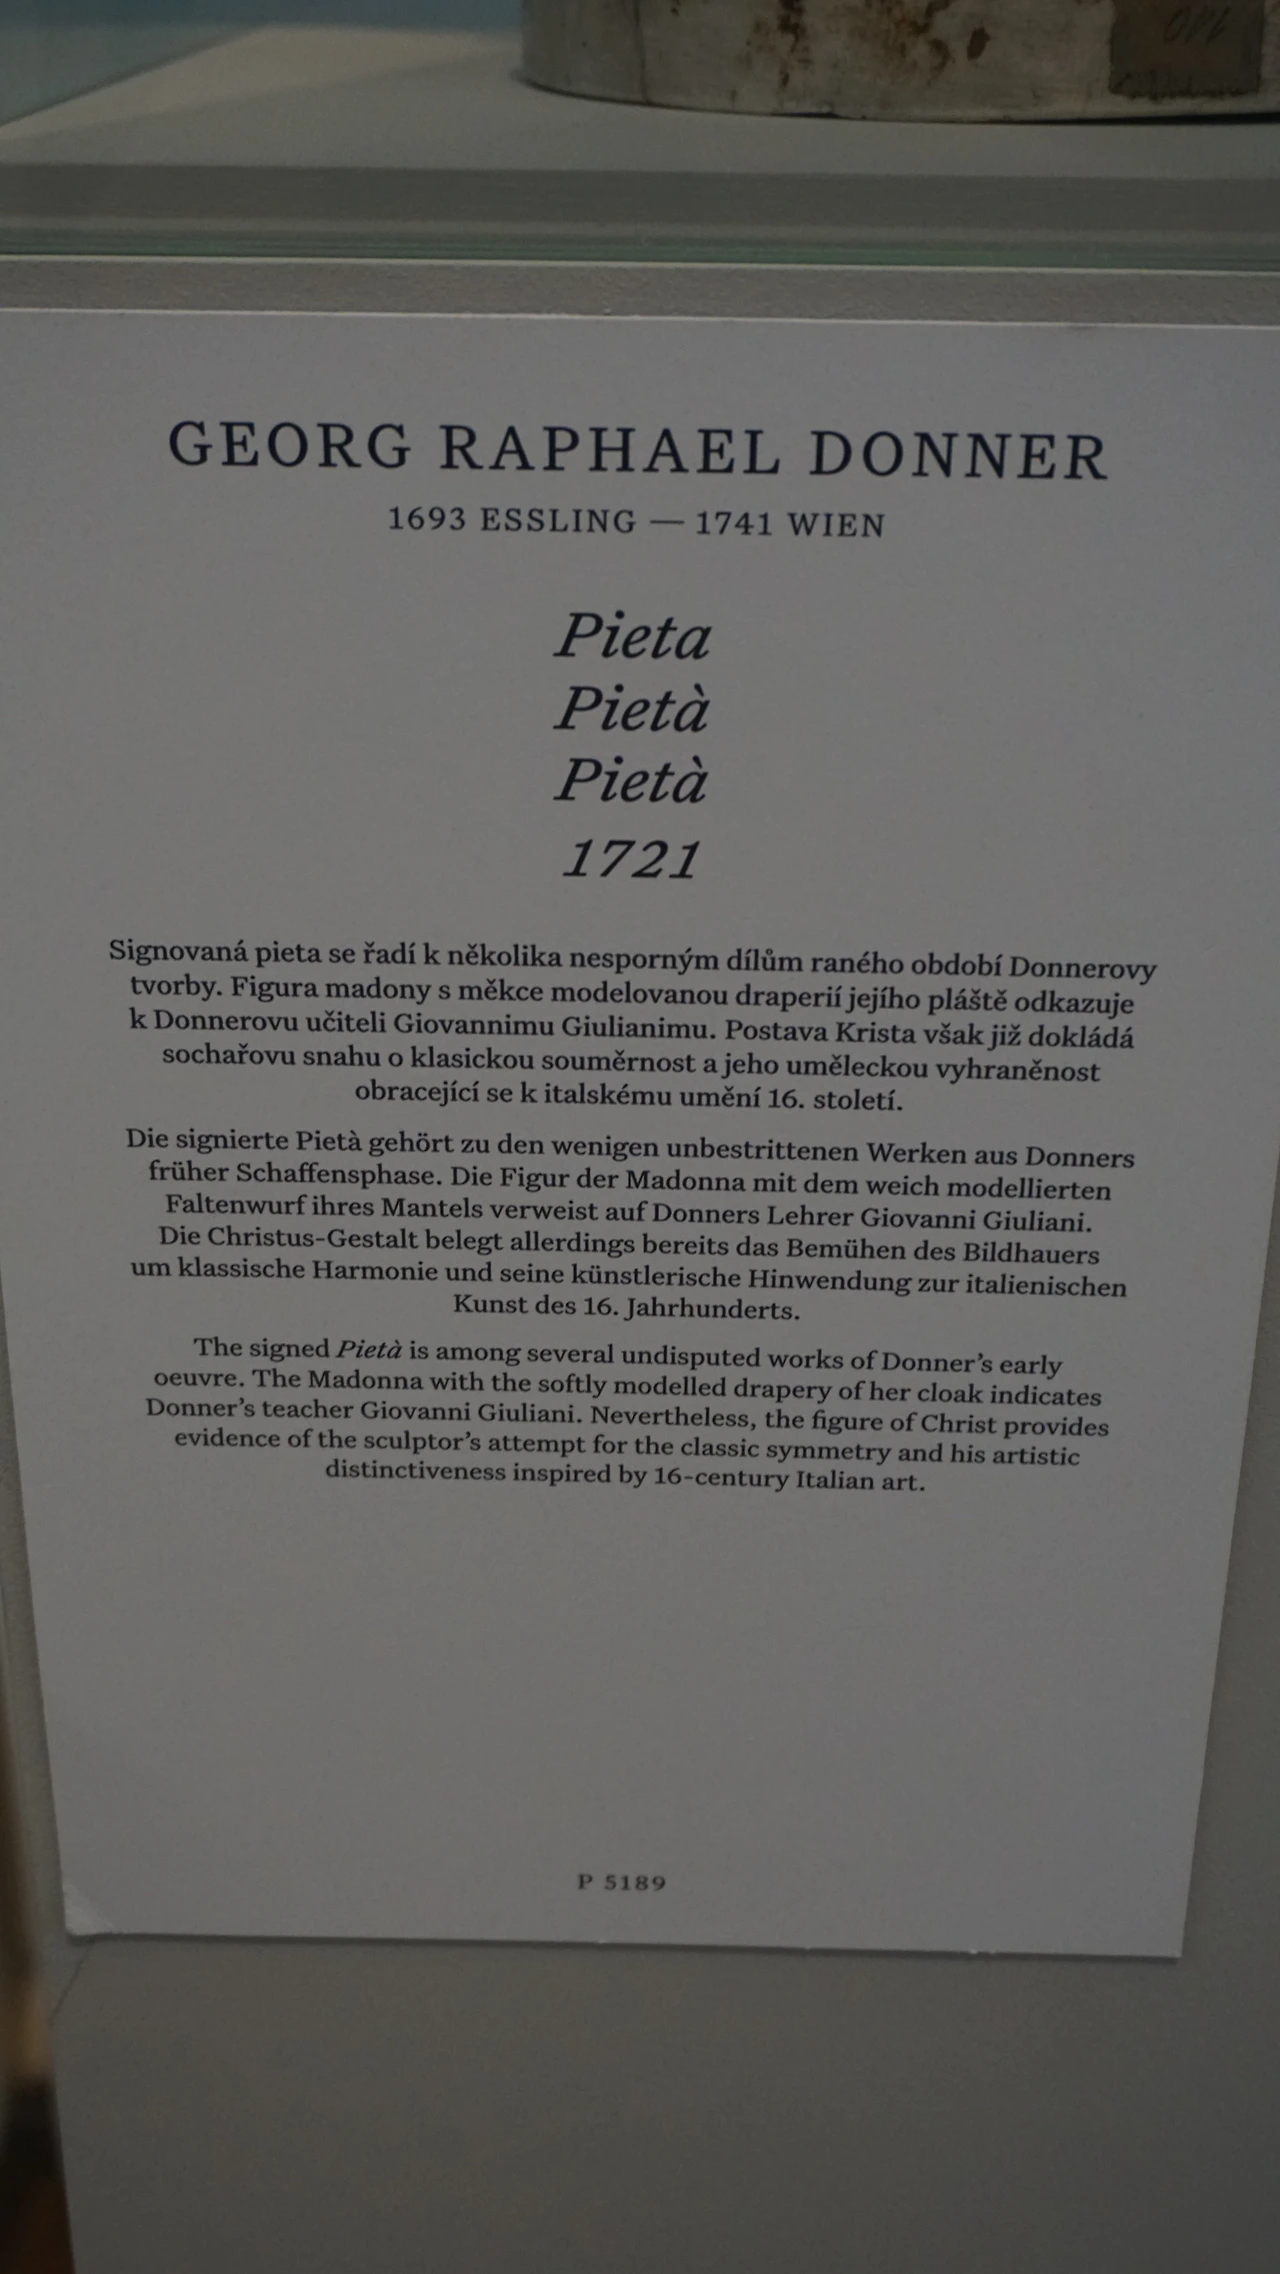 GEORG RAPHAEL DONNER
1693 ESSLING — 1741 WIEN
Pieta
Pietà
Pietà
1721
Signovaná pieta se řadí k několika nesporným dílům raného období Donnerovy
tvorby. Figura madony s měkce modelovanou draperií jejího pláště odkazuje
k Donnerovu učiteli Giovannimu Giulianimu. Postava Krista však již dokládá
sochařovu snahu o klasickou souměrnost a jeho uměleckou vyhraněnost
obracející se k italskému umění 16. století.
Die signierte Pietà gehört zu den wenigen unbestrittenen Werken aus Donners
früher Schaffensphase. Die Figur der Madonna mit dem weich modellierten
Faltenwurf ihres Mantels verweist auf Donners Lehrer Giovanni Giuliani.
Die Christus-Gestalt belegt allerdings bereits das Bemühen des Bildhauers
um klassische Harmonie und seine künstlerische Hinwendung zur italienischen
Kunst des 16. Jahrhunderts.
The signed Pietà is among several undisputed works of Donner's early
oeuvre. The Madonna with the softly modelled drapery of her cloak indicates
Donner's teacher Giovanni Giuliani. Nevertheless, the figure of Christ provides
evidence of the sculptor's attempt for the classic symmetry and his artistic
distinctiveness inspired by 16-century Italian art.
P 5189